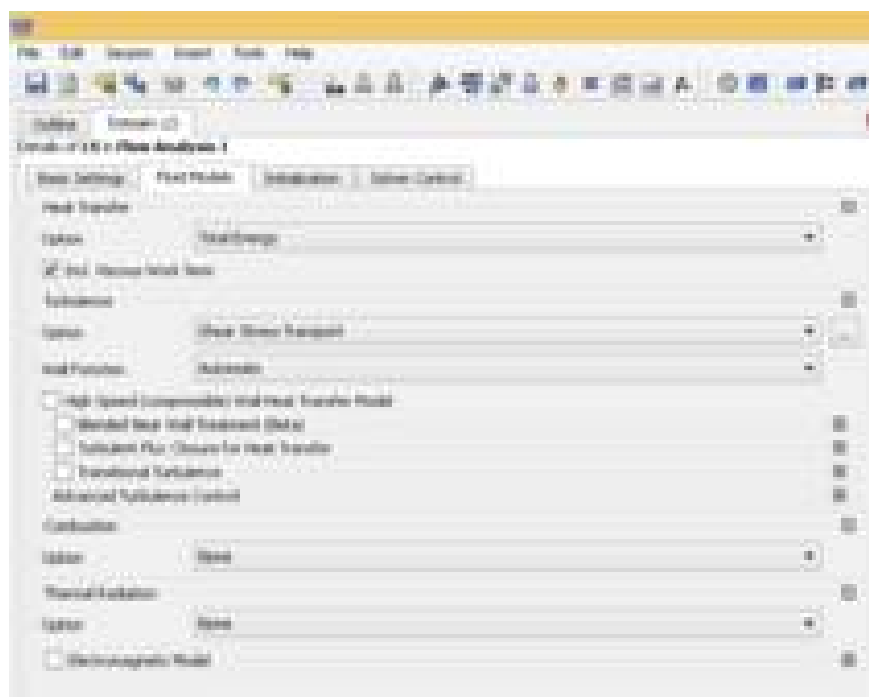 File Edit Session Insert Tools Help
Outline Domain
Details of Flow Analysis 1
Basic Settings Fluid Models Initialisation Solver Control
Heat Transfer
Option Total Energy
Incl. Viscous Work Term
Turbulence
Option Shear Stress Transport
Wall Function Automatic
High Speed (compressible) Wall Heat Transfer Model
Blended Near Wall Treatment (Beta)
Turbulent Flux Closure for Heat Transfer
Transitional Turbulence
Advanced Turbulence Control
Combustion
Option None
Thermal Radiation
Option None
Electromagnetic Model